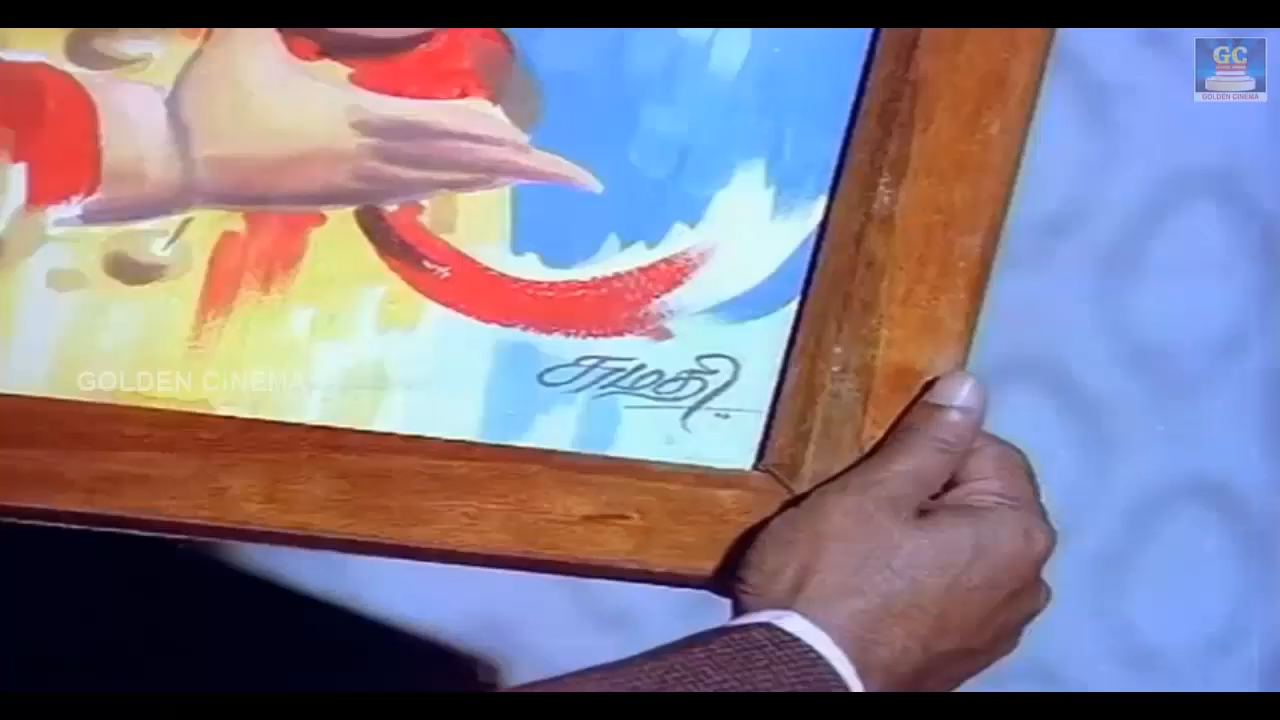 GC
GOLDEN CINEMA
சுமதி
GOLDEN CINEMA